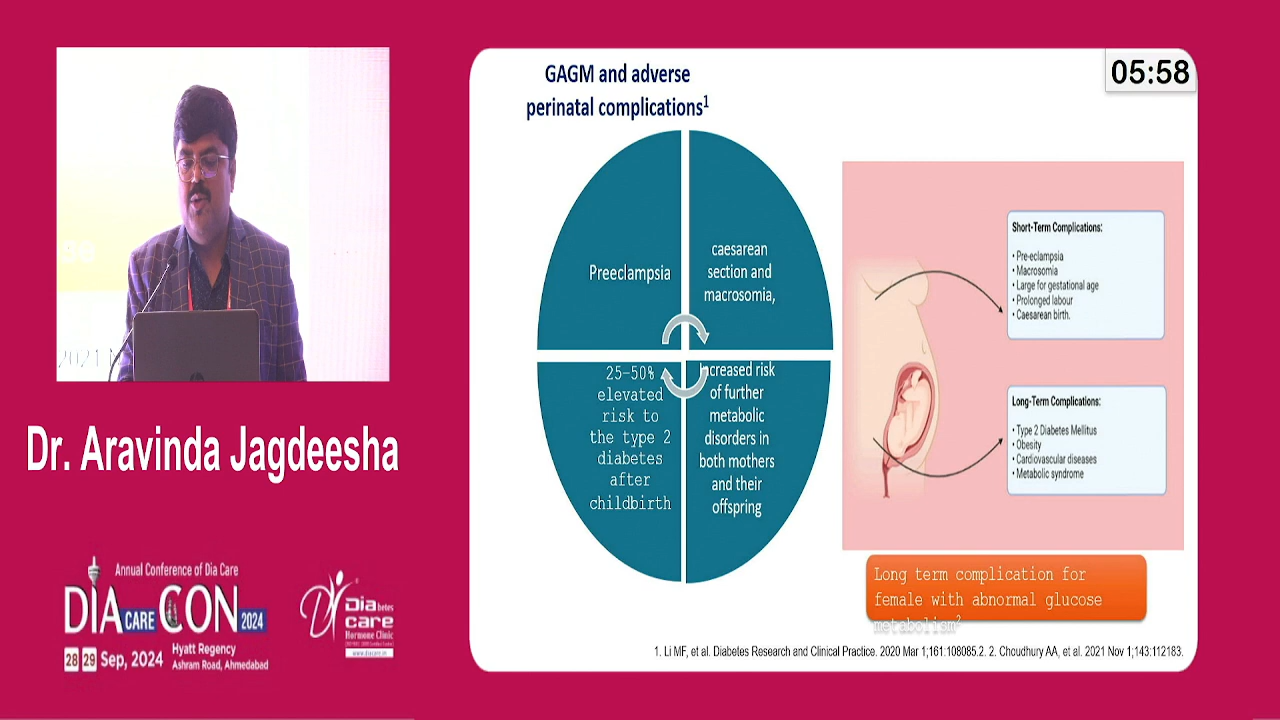 GAGM and adverse
perinatal complications1
05:58
Preeclampsia
caesarean
section and
macrosomia,
25-50%
elevated
risk to
the type 2
diabetes
after
childbirth
increased risk
of further
metabolic
disorders in
both mothers
and their
offspring
Short-Term Complications:
• Pre-eclampsia
• Macrosomia
• Large for gestational age
• Prolonged labour
• Caesarean birth.
Long-Term Complications:
• Type 2 Diabetes Mellitus
• Obesity
• Cardiovascular diseases
• Metabolic syndrome
Long term complication for
female with abnormal glucose
metabolism2
1. Li MF, et al. Diabetes Research and Clinical Practice. 2020 Mar 1;161:108085.2. 2. Choudhury AA, et al. 2021 Nov 1;143:112183.
2021 N
Dr. Aravinda Jagdeesha
Annual Conference of Dia Care
DIA CARE CON 2024
28 29 Sep, 2024
Hyatt Regency
Ashram Road, Ahmedabad
Diabetes
care
Hormone Clinic
www.diacare.in